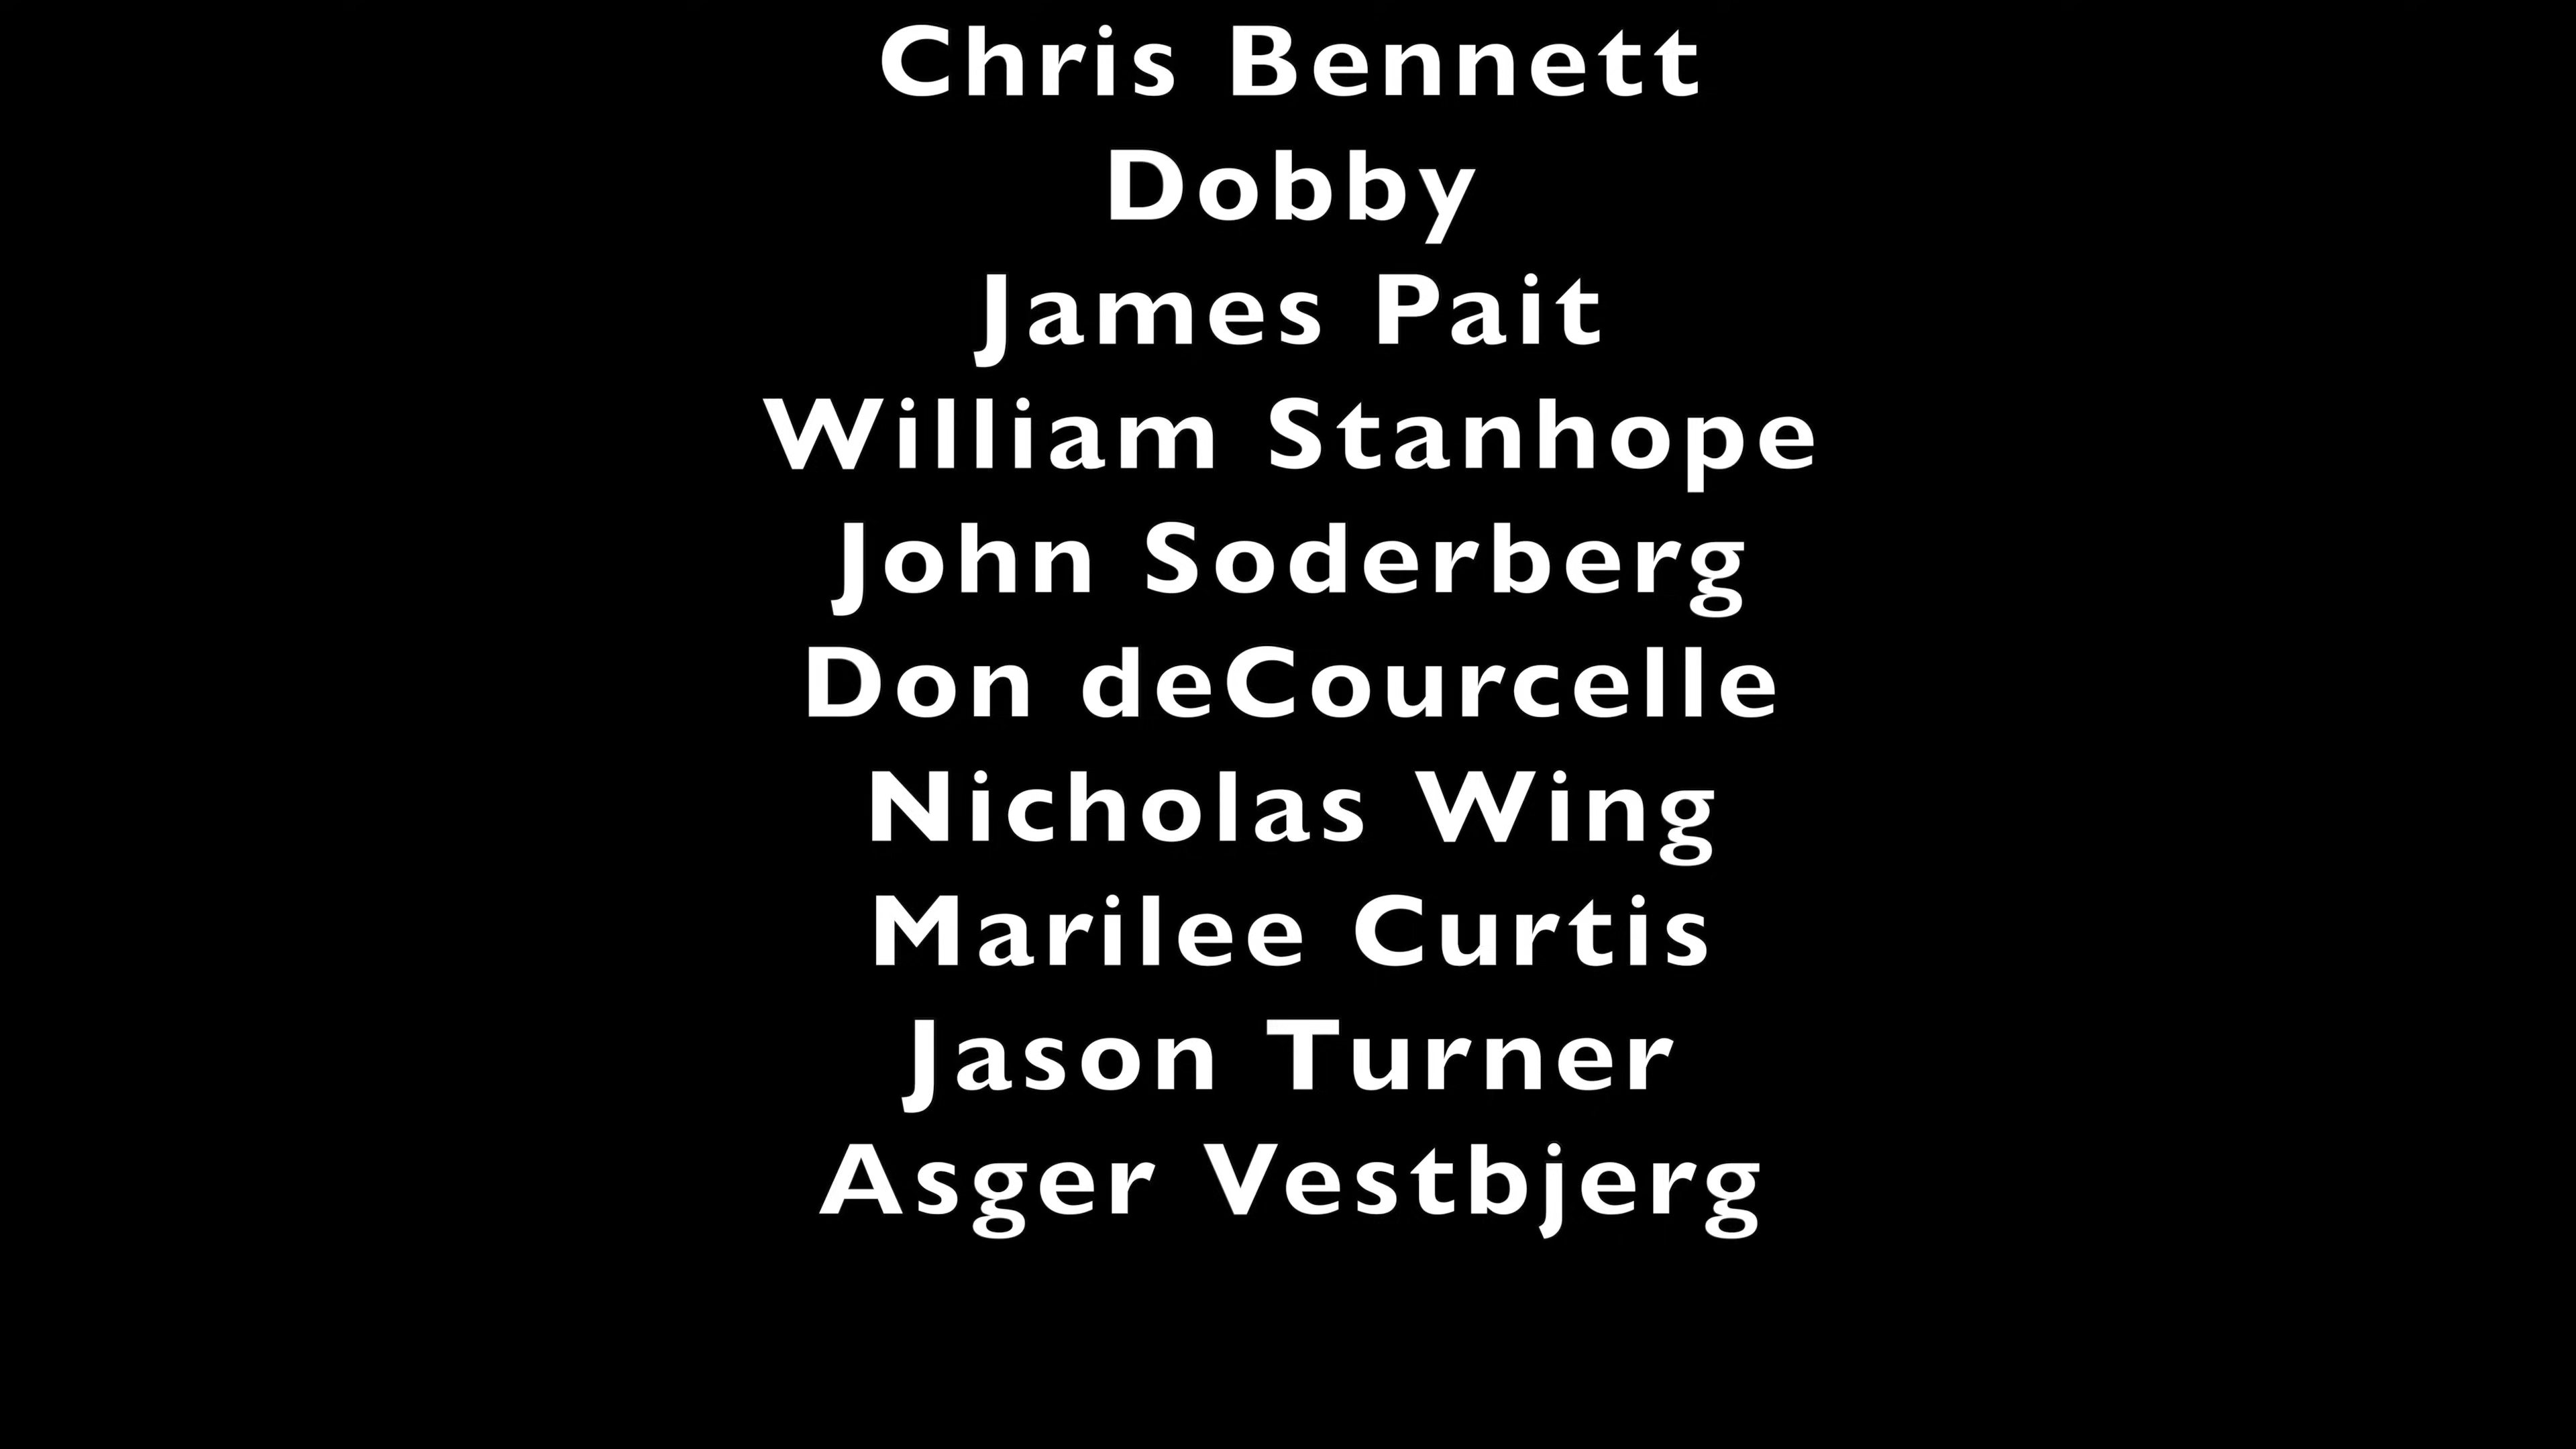 Chris Bennett
Dobby
James Pait
William Stanhope
John Soderberg
Don deCourcelle
Nicholas Wing
Marilee Curtis
Jason Turner
Asger Vestbjerg